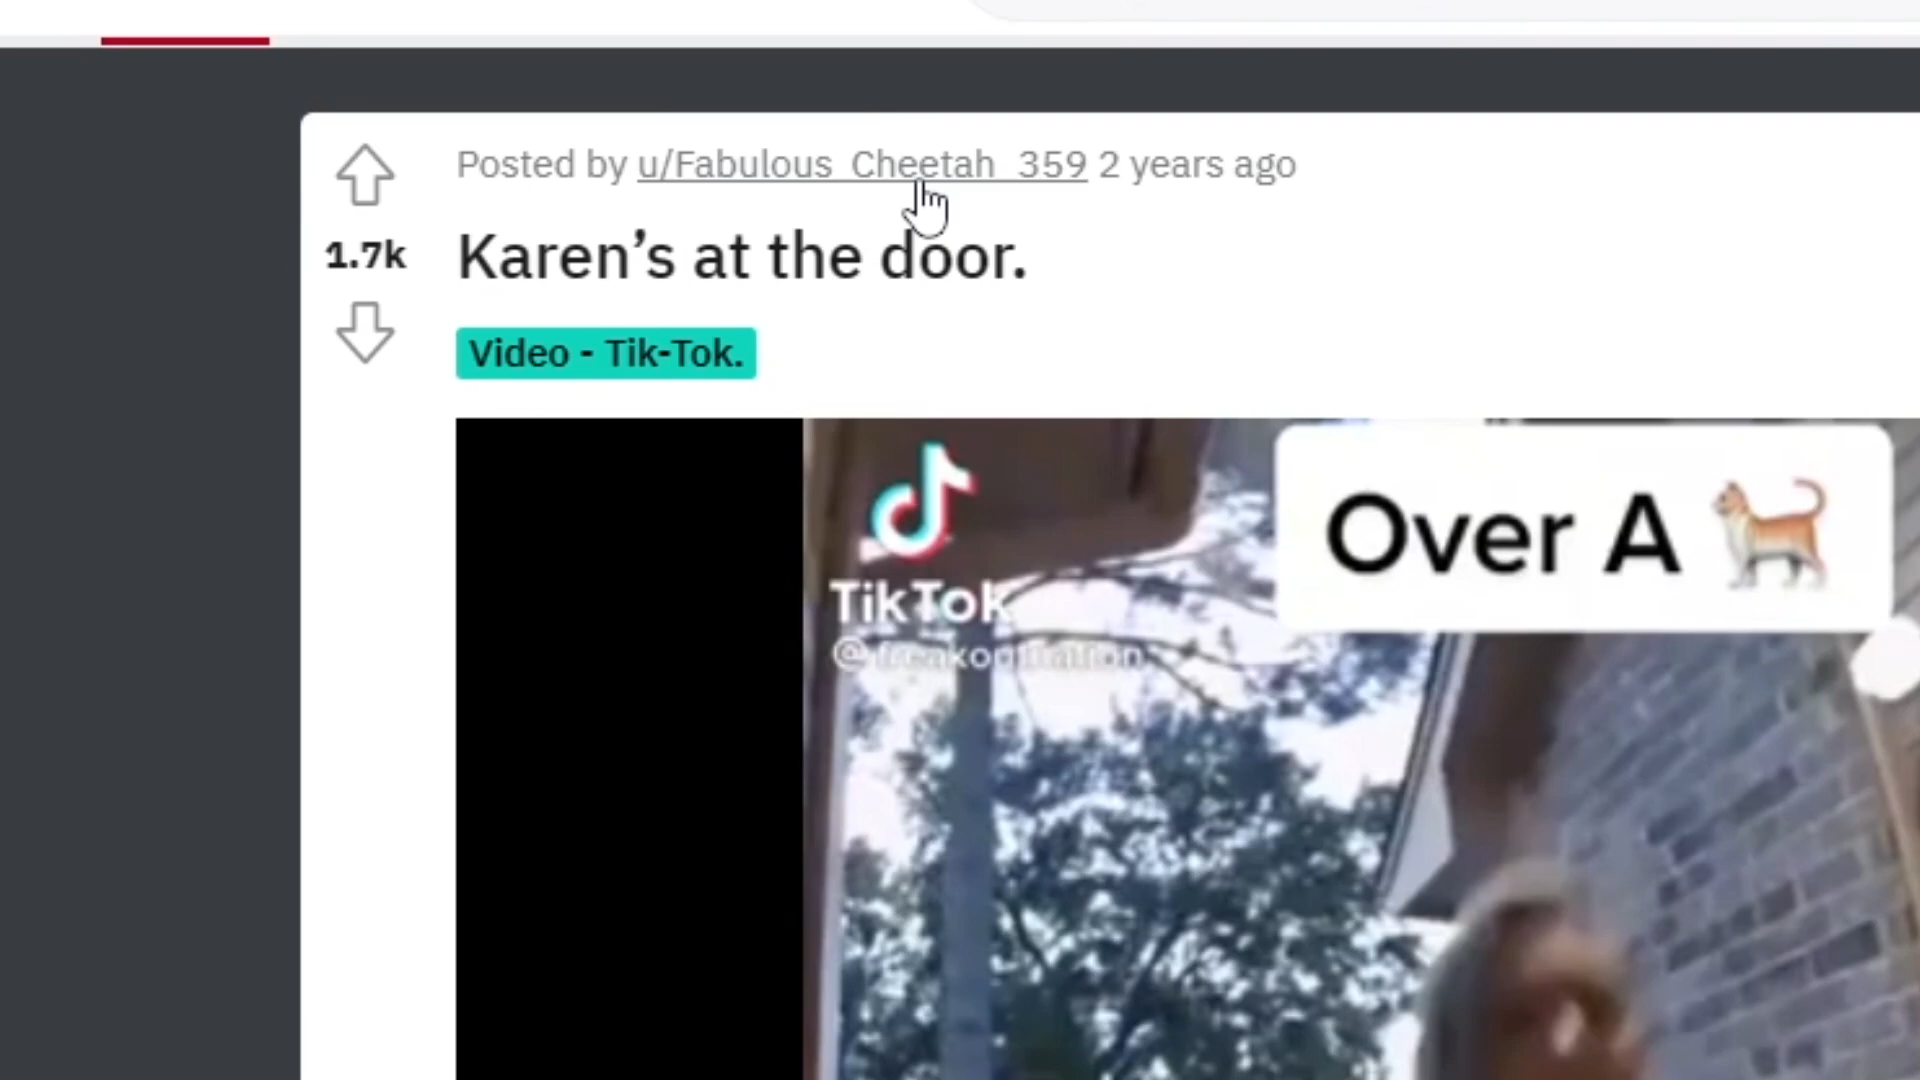 Posted by u/Fabulous_Cheetah_359 2 years ago
1.7k
Karen’s at the door.
Video - Tik-Tok.
Over A
TikTok